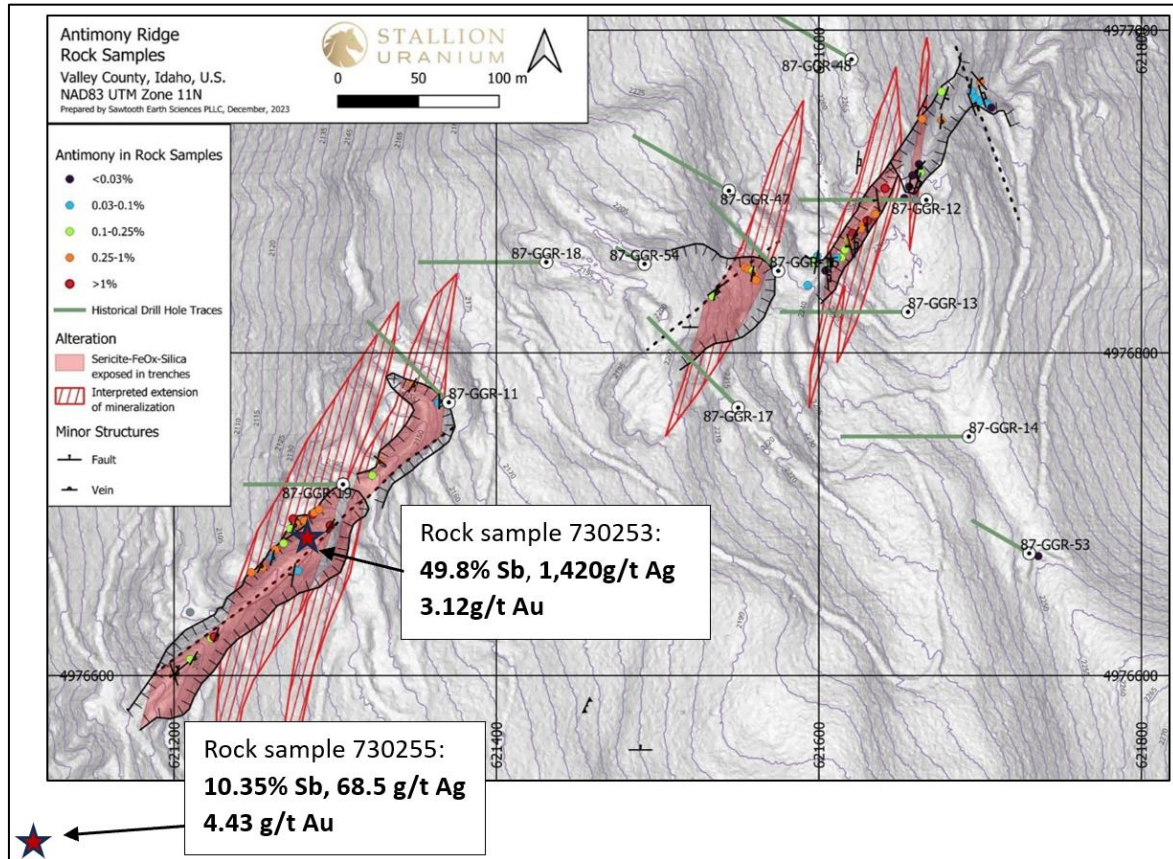 Antimony Ridge
Rock Samples
Valley County, Idaho, U.S.
NAD83 UTM Zone 11N
Prepared by Sawtooth Earth Sciences PLLC, December, 2023
STALLION
URANIUM
0 50 100 m
Antimony in Rock Samples
<0.03%
0.03-0.1%
0.1-0.25%
0.25-1%
>1%
Historical Drill Hole Traces
Alteration
Sericite-FeOx-Silica
exposed in trenches
Interpreted extension
of mineralization
Minor Structures
Fault
Vein
4977000
621600
621800
87-GGR-48
87-GGR-47
87-GGR-12
87-GGR-18
87-GGR-54
87-GGR-13
4976800
87-GGR-11
87-GGR-17
87-GGR-14
87-GGR-19
87-GGR-53
Rock sample 730253:
49.8% Sb, 1,420g/t Ag
3.12g/t Au
4976600
4976600
621200
621400
621600
621800
Rock sample 730255:
10.35% Sb, 68.5 g/t Ag
4.43 g/t Au